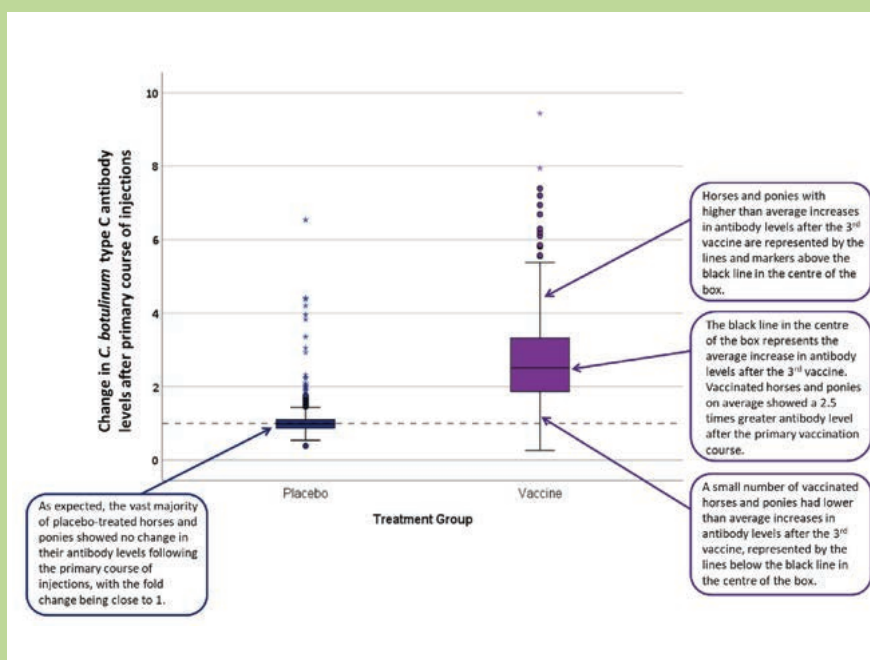 Change in C. botulinum type C antibody
levels after primary course of injections
10
8
6
4
2
0
Placebo
Vaccine
Treatment Group
Horses and ponies with
higher than average increases
in antibody levels after the 3rd
vaccine are represented by the
lines and markers above the
black line in the centre of the
box.
The black line in the centre
of the box represents the
average increase in antibody
levels after the 3rd vaccine.
Vaccinated horses and ponies
on average showed a 2.5
times greater antibody level
after the primary vaccination
course.
A small number of vaccinated
horses and ponies had lower
than average increases in
antibody levels after the 3rd
vaccine, represented by the
lines below the black line in
the centre of the box.
As expected, the vast majority
of placebo-treated horses and
ponies showed no change in
their antibody levels following
the primary course of
injections, with the fold
change being close to 1.